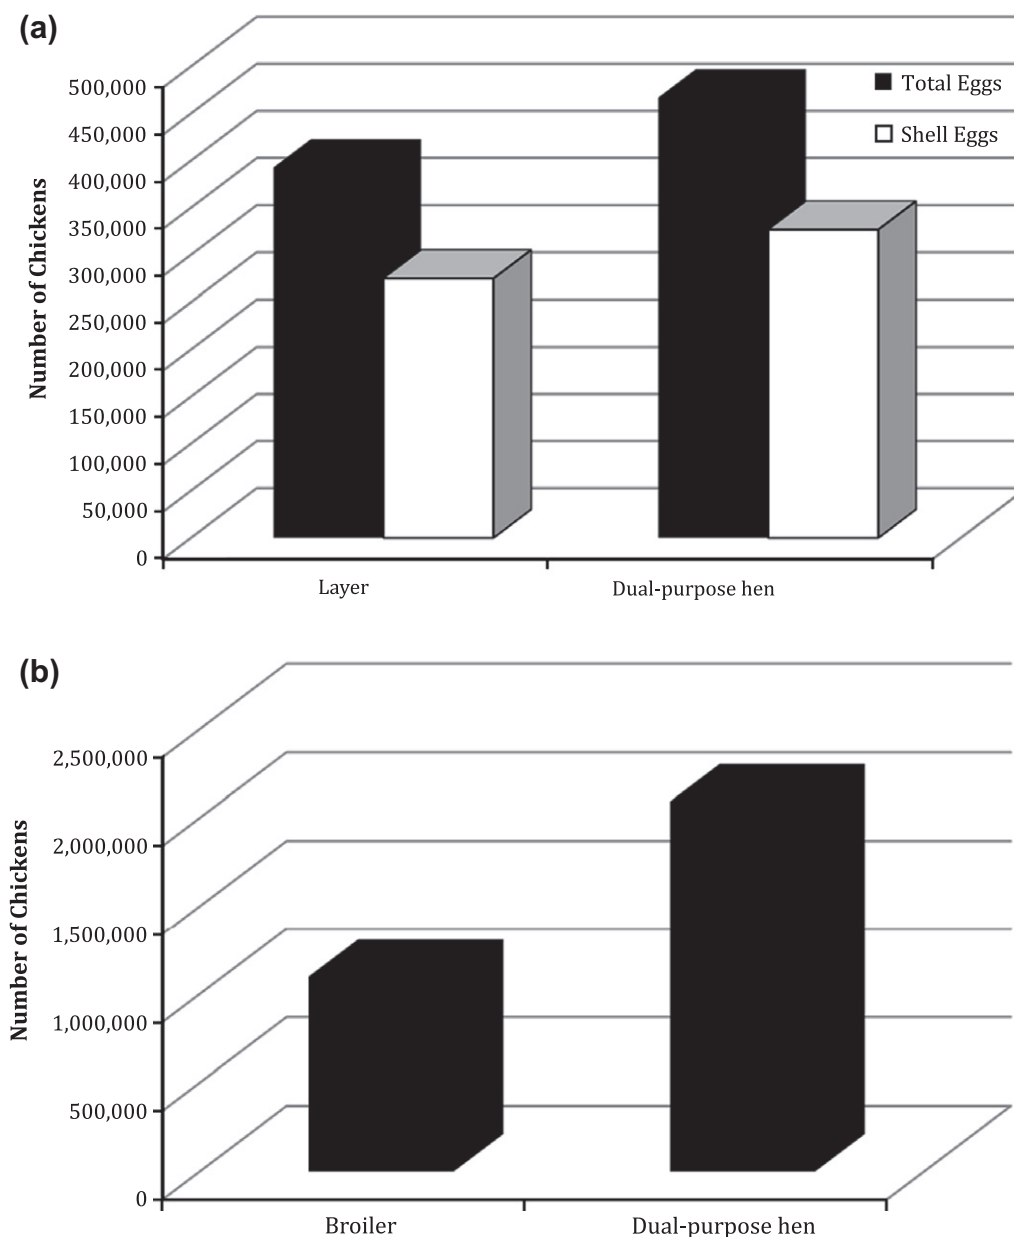 (a)
500,000
450,000
400,000
350,000
300,000
250,000
200,000
150,000
100,000
50,000
0
Number of Chickens
Total Eggs
Shell Eggs
Layer
Dual-purpose hen
(b)
2,500,000
2,000,000
1,500,000
1,000,000
500,000
0
Number of Chickens
Broiler
Dual-purpose hen